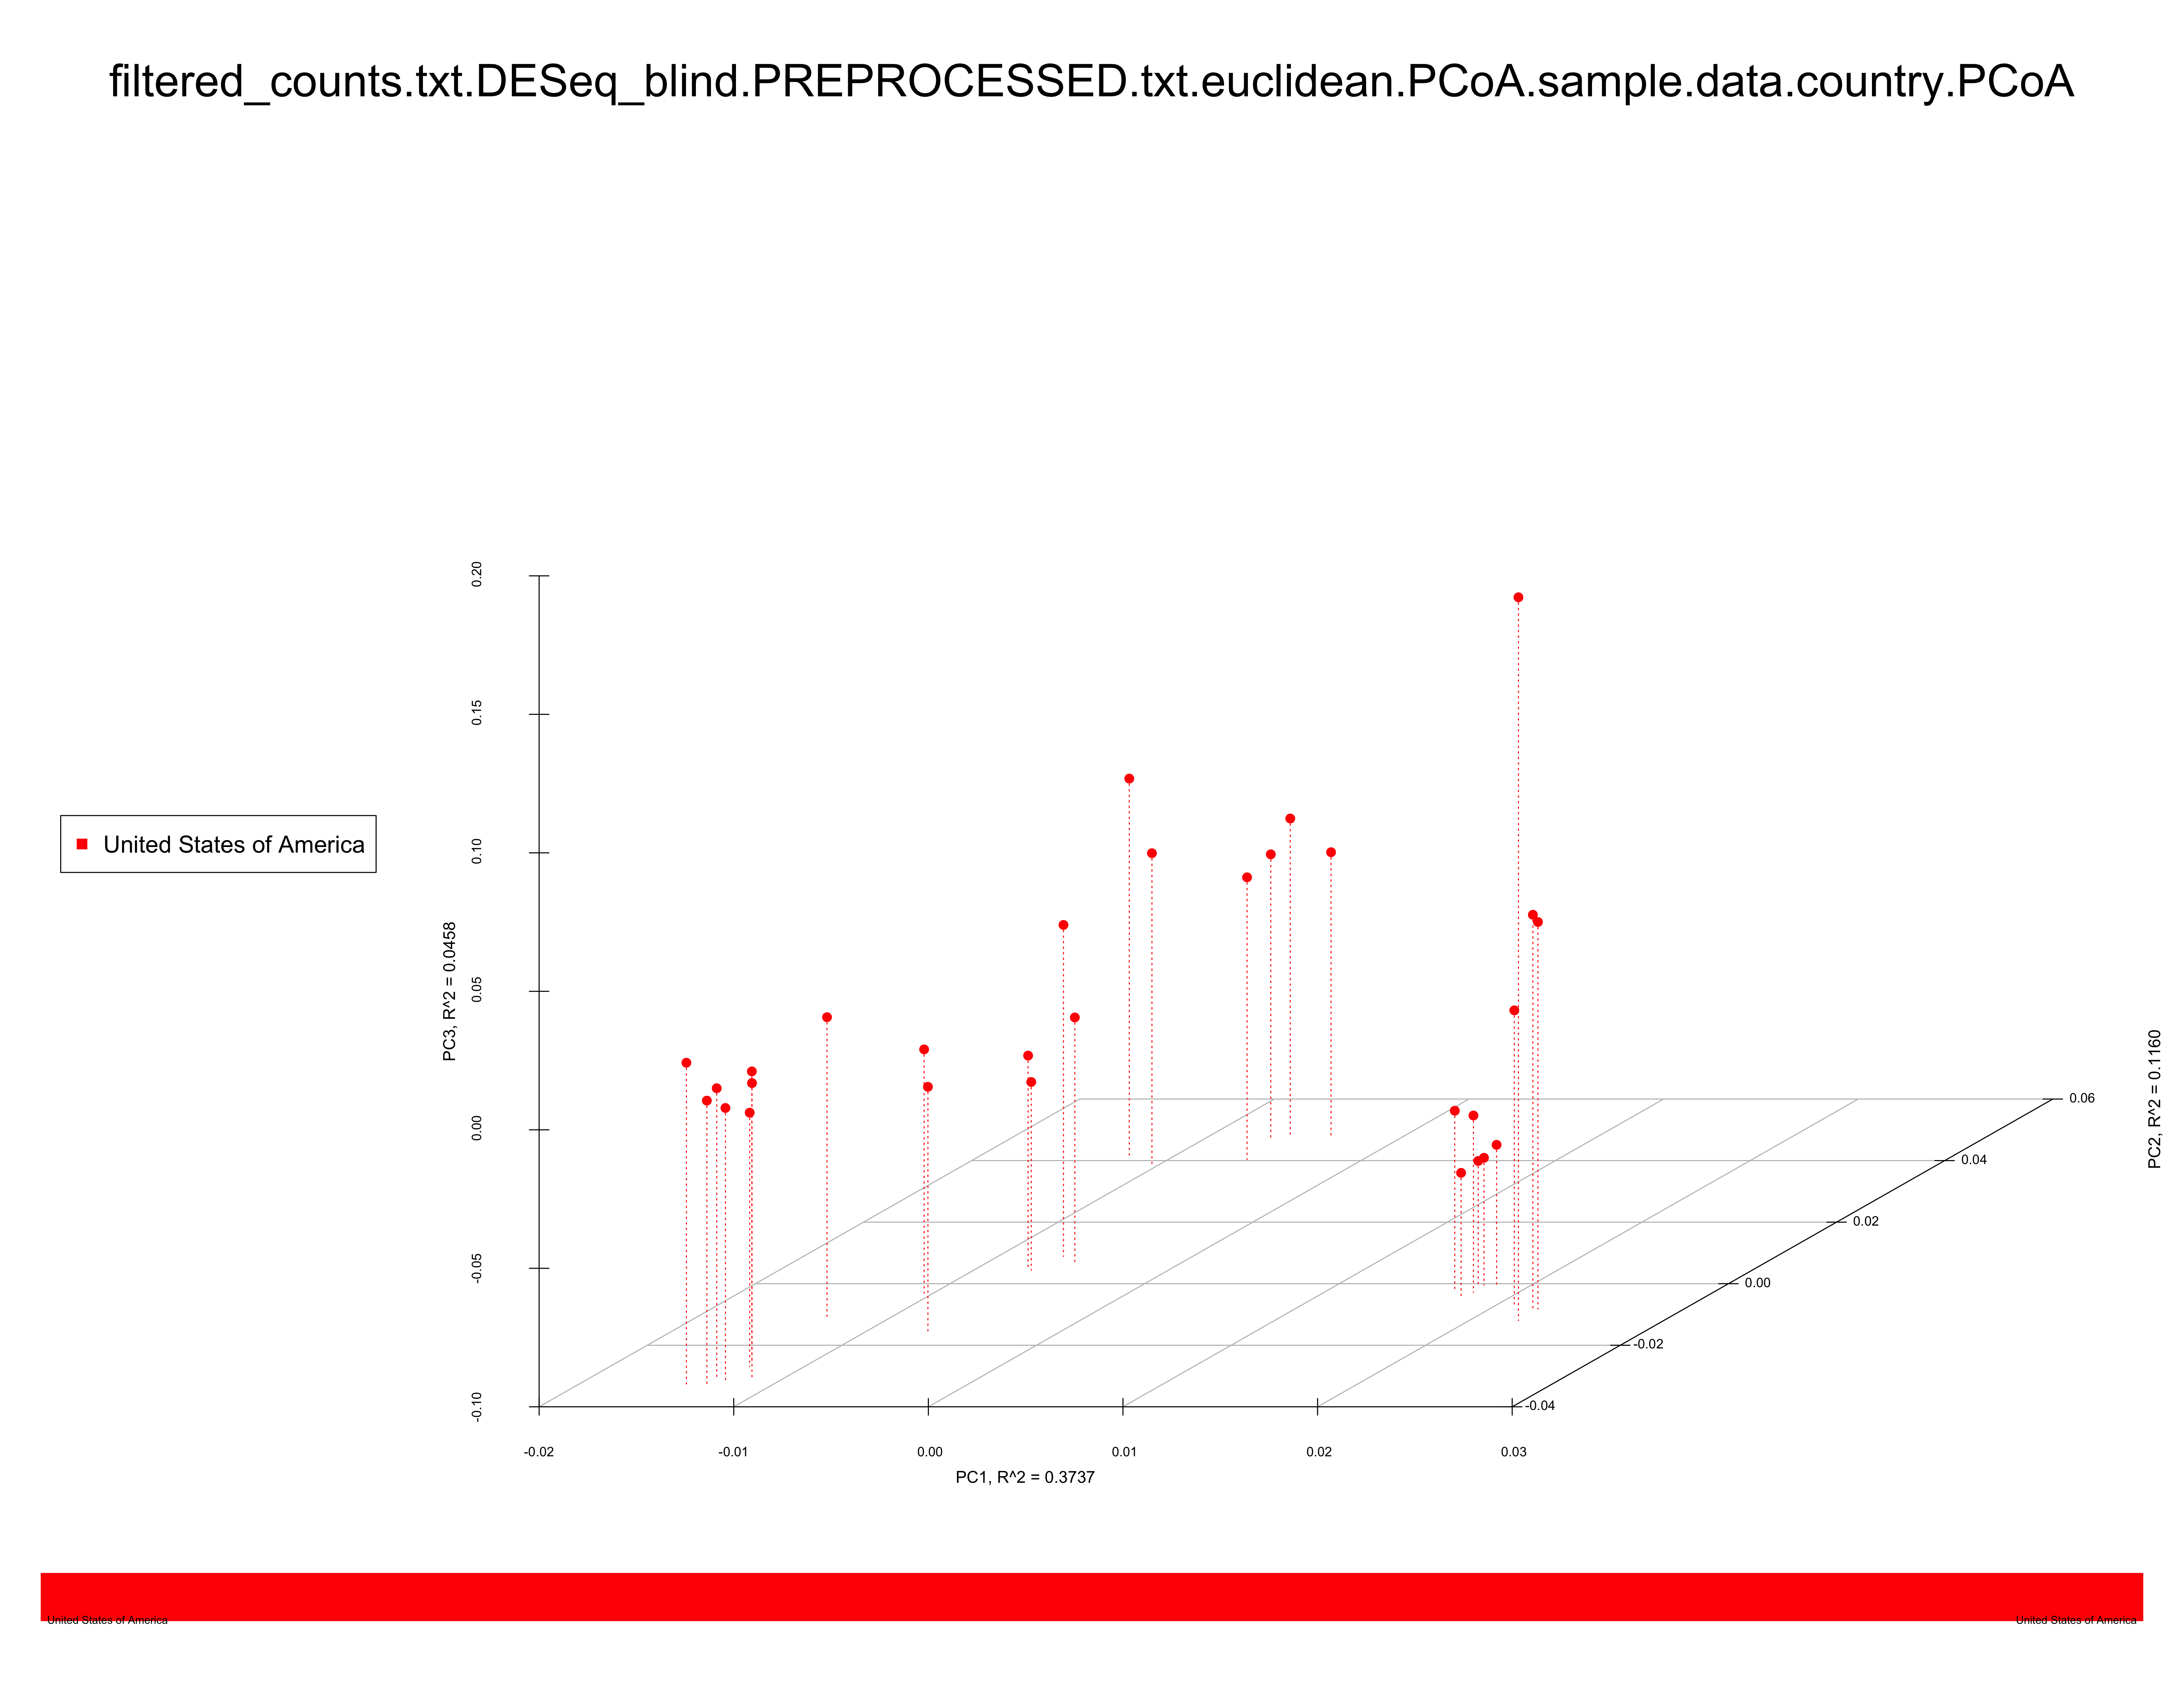 filtered_counts.txt.DESeq_blind.PREPROCESSED.txt.euclidean.PCoA.sample.data.country.PCoA
United States of America
PC3, R^2 = 0.0458
0.20
0.15
0.10
0.05
0.00
-0.05
-0.10
-0.02
-0.01
0.00
0.01
0.02
0.03
PC1, R^2 = 0.3737
0.06
0.04
0.02
0.00
-0.02
-0.04
PC2, R^2 = 0.1160
United States of America
United States of America